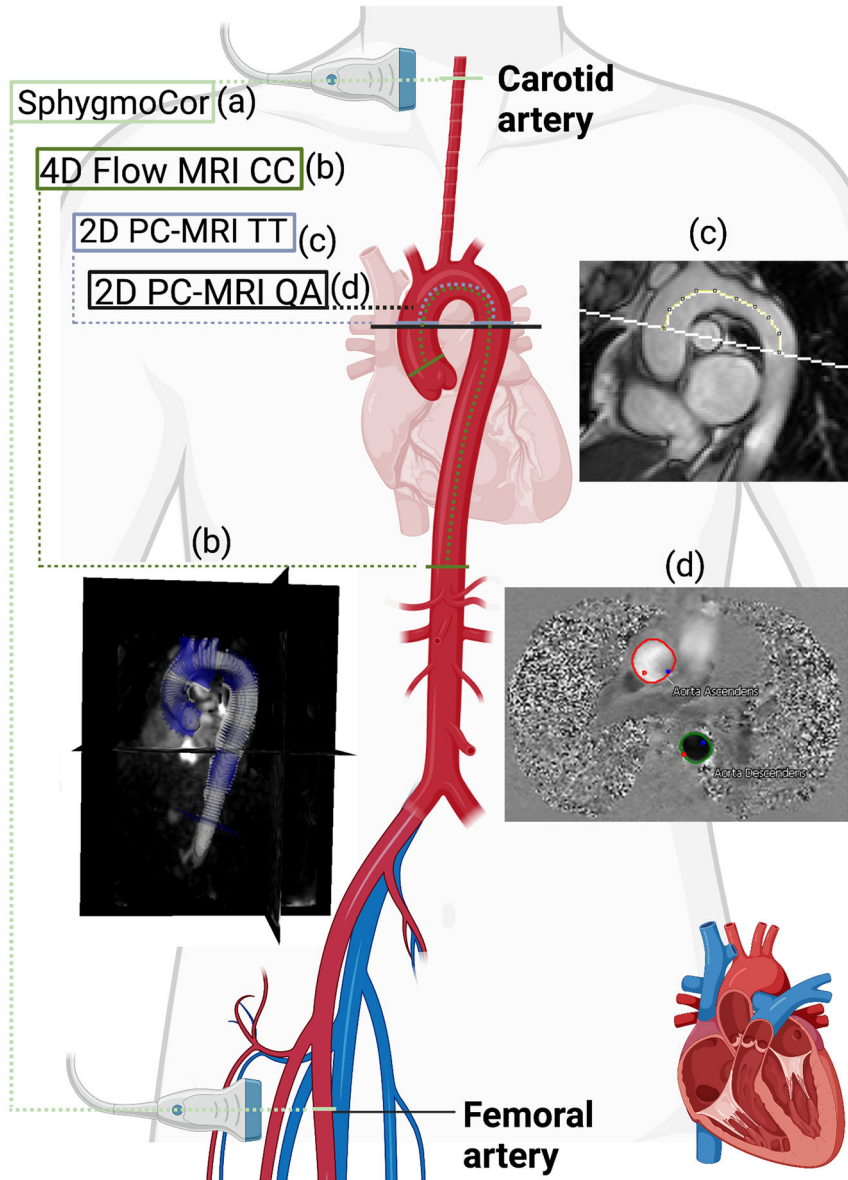 Carotid
artery
SphygmoCor (a)
4D Flow MRI CC (b)
2D PC-MRI TT (c)
2D PC-MRI QA (d)
(c)
(b)
(d)
Aorta Ascendens
Aorta Descendens
Femoral
artery